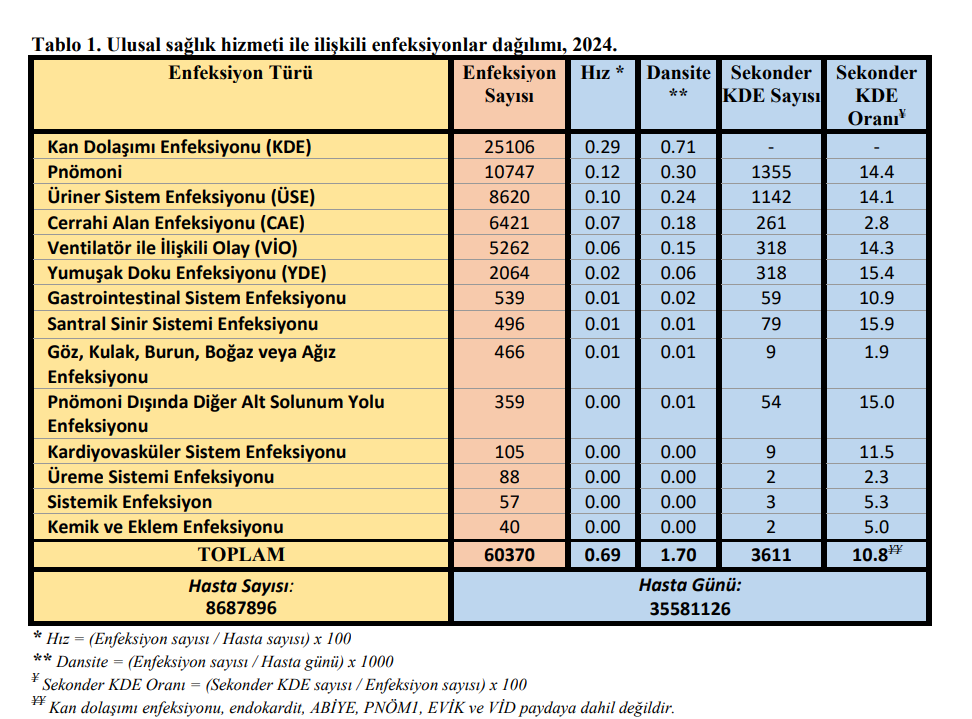 Tablo 1. Ulusal sağlık hizmeti ile ilişkili enfeksiyonlar dağılımı, 2024.
Enfeksiyon Türü Enfeksiyon Sayısı Hız * Dansite ** Sekonder KDE Sayısı Sekonder KDE Oranı¥
Kan Dolaşımı Enfeksiyonu (KDE) 25106 0.29 0.71 - -
Pnömoni 10747 0.12 0.30 1355 14.4
Üriner Sistem Enfeksiyonu (ÜSE) 8620 0.10 0.24 1142 14.1
Cerrahi Alan Enfeksiyonu (CAE) 6421 0.07 0.18 261 2.8
Ventilatör ile İlişkili Olay (VİO) 5262 0.06 0.15 318 14.3
Yumuşak Doku Enfeksiyonu (YDE) 2064 0.02 0.06 318 15.4
Gastrointestinal Sistem Enfeksiyonu 539 0.01 0.02 59 10.9
Santral Sinir Sistemi Enfeksiyonu 496 0.01 0.01 79 15.9
Göz, Kulak, Burun, Boğaz veya Ağız 466 0.01 0.01 9 1.9
Enfeksiyonu
Pnömoni Dışında Diğer Alt Solunum Yolu 359 0.00 0.01 54 15.0
Enfeksiyonu
Kardiyovasküler Sistem Enfeksiyonu 105 0.00 0.00 9 11.5
Üreme Sistemi Enfeksiyonu 88 0.00 0.00 2 2.3
Sistemik Enfeksiyon 57 0.00 0.00 3 5.3
Kemik ve Eklem Enfeksiyonu 40 0.00 0.00 2 5.0
TOPLAM 60370 0.69 1.70 3611 10.8¥¥
Hasta Sayısı: Hasta Günü:
8687896 35581126
* Hız = (Enfeksiyon sayısı / Hasta sayısı) x 100
** Dansite = (Enfeksiyon sayısı / Hasta günü) x 1000
¥ Sekonder KDE Oranı = (Sekonder KDE sayısı / Enfeksiyon sayısı) x 100
¥¥ Kan dolaşımı enfeksiyonu, endokardit, ABİYE, PNÖM1, EVİK ve VİD paydaya dahil değildir.